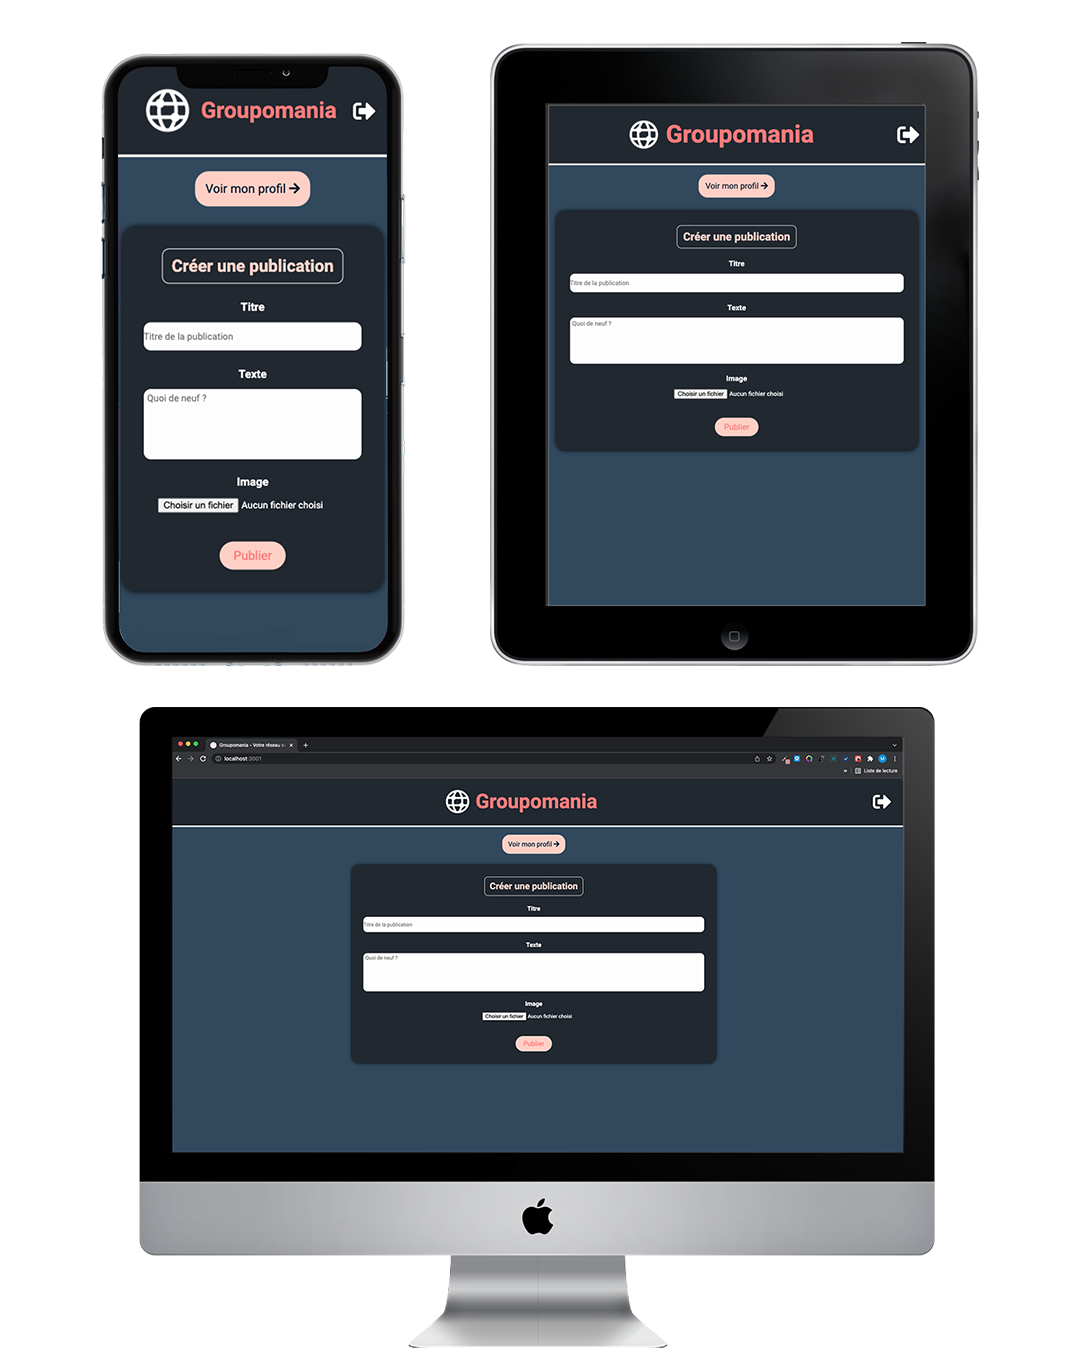 Groupomania
Voir mon profil
Créer une publication
Titre
Titre de la publication
Texte
Quoi de neuf ?
Image
Choisir un fichier Aucun fichier choisi
Publier
Groupomania
Voir mon profil
Créer une publication
Titre
Titre de la publication
Texte
Quoi de neuf ?
Image
Choisir un fichier Aucun fichier choisi
Publier
Groupomania - Votre réseau s
localhost:3001
Liste de lecture
Groupomania
Voir mon profil
Créer une publication
Titre
Titre de la publication
Texte
Quoi de neuf ?
Image
Choisir un fichier Aucun fichier choisi
Publier